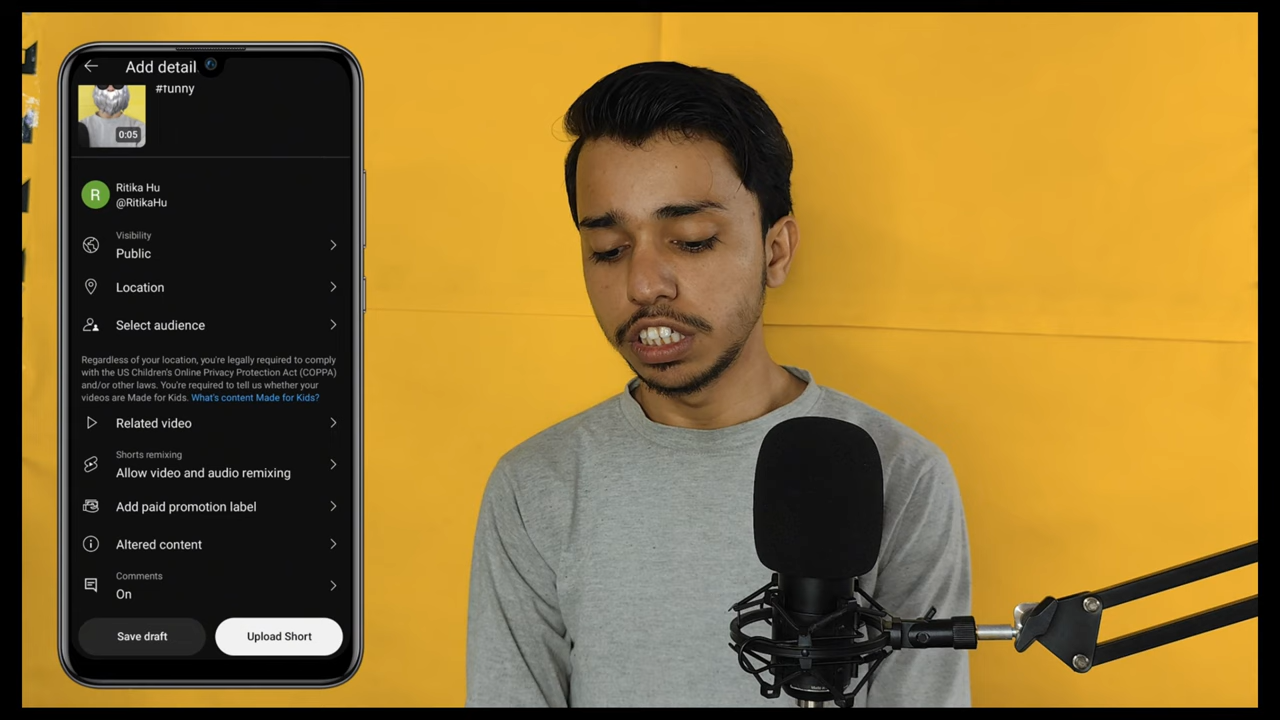 Add detail
#funny
0:05
R
Ritika Hu
@RitikaHu
Visibility
Public
Location
Select audience
Regardless of your location, you're legally required to comply
with the US Children's Online Privacy Protection Act (COPPA)
and/or other laws. You're required to tell us whether your
videos are Made for Kids. What's content Made for Kids?
Related video
Shorts remixing
Allow video and audio remixing
Add paid promotion label
Altered content
Comments
On
Save draft
Upload Short